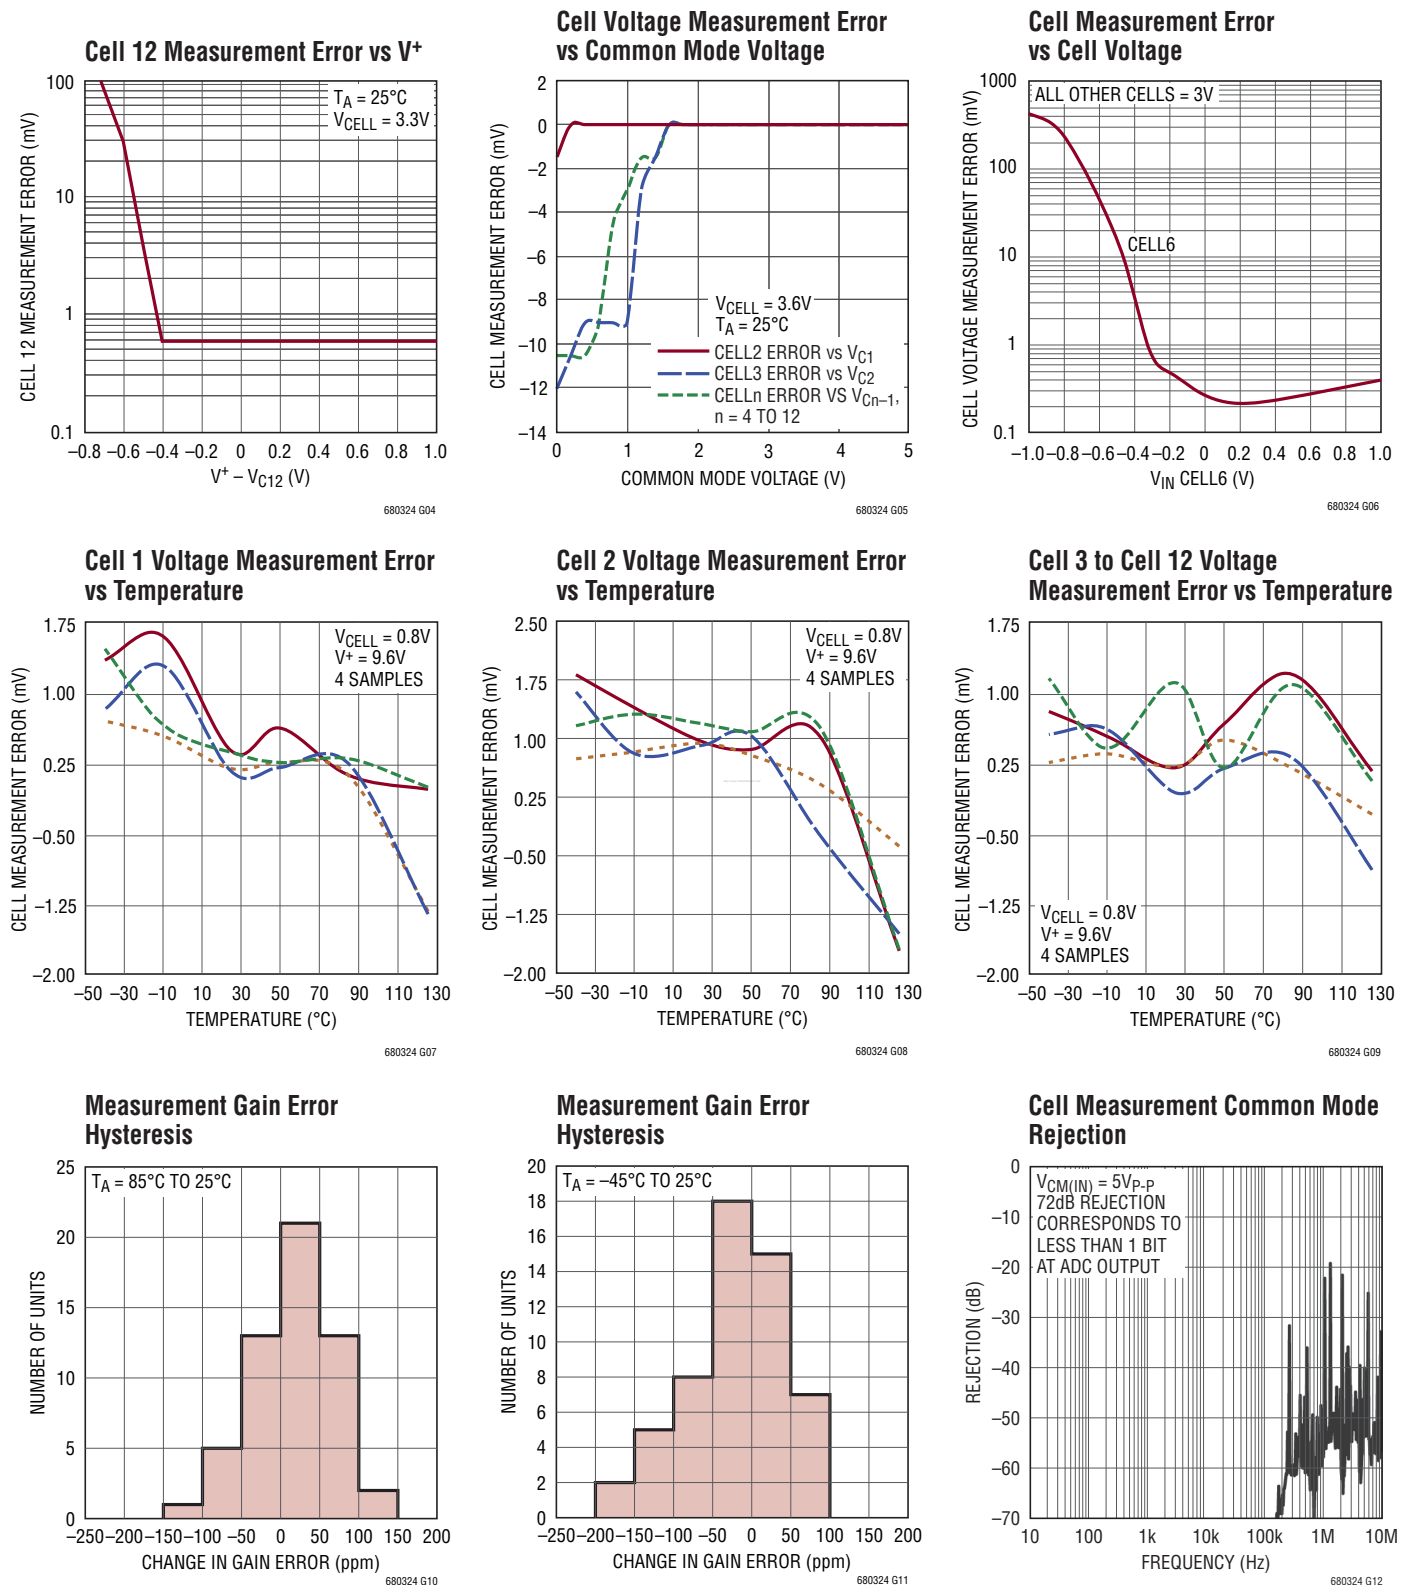 Cell 12 Measurement Error vs V+
100
10
1
0.1
CELL 12 MEASUREMENT ERROR (mV)
TA = 25°C
VCELL = 3.3V
–0.8 –0.6 –0.4 –0.2 0 0.2 0.4 0.6 0.8 1.0
V+ – VC12 (V)
680324 G04
Cell Voltage Measurement Error
vs Common Mode Voltage
2
0
–2
–4
–6
–8
–10
–12
–14
CELL MEASUREMENT ERROR (mV)
VCELL = 3.6V
TA = 25°C
CELL2 ERROR vs VC1
CELL3 ERROR vs VC2
CELLn ERROR VS VCn–1,
n = 4 TO 12
0 1 2 3 4 5
COMMON MODE VOLTAGE (V)
680324 G05
Cell Measurement Error
vs Cell Voltage
1000
100
10
1
0.1
CELL VOLTAGE MEASUREMENT ERROR (mV)
ALL OTHER CELLS = 3V
CELL6
–1.0 –0.8 –0.6 –0.4 –0.2 0 0.2 0.4 0.6 0.8 1.0
VIN CELL6 (V)
680324 G06
Cell 1 Voltage Measurement Error
vs Temperature
1.75
1.00
0.25
–0.50
–1.25
–2.00
CELL MEASUREMENT ERROR (mV)
VCELL = 0.8V
V+ = 9.6V
4 SAMPLES
–50 –30 –10 10 30 50 70 90 110 130
TEMPERATURE (°C)
680324 G07
Cell 2 Voltage Measurement Error
vs Temperature
2.50
1.75
1.00
0.25
–0.50
–1.25
–2.00
CELL MEASUREMENT ERROR (mV)
VCELL = 0.8V
V+ = 9.6V
4 SAMPLES
–50 –30 –10 10 30 50 70 90 110 130
TEMPERATURE (°C)
680324 G08
Cell 3 to Cell 12 Voltage
Measurement Error vs Temperature
1.75
1.00
0.25
–0.50
–1.25
–2.00
CELL MEASUREMENT ERROR (mV)
VCELL = 0.8V
V+ = 9.6V
4 SAMPLES
–50 –30 –10 10 30 50 70 90 110 130
TEMPERATURE (°C)
680324 G09
Measurement Gain Error
Hysteresis
25
20
15
10
5
0
NUMBER OF UNITS
TA = 85°C TO 25°C
–250 –200 –150 –100 –50 0 50 100 150 200
CHANGE IN GAIN ERROR (ppm)
680324 G10
Measurement Gain Error
Hysteresis
20
18
16
14
12
10
8
6
4
2
0
NUMBER OF UNITS
TA = –45°C TO 25°C
–250 –200 –150 –100 –50 0 50 100 150 200
CHANGE IN GAIN ERROR (ppm)
680324 G11
Cell Measurement Common Mode
Rejection
0
–10
–20
–30
–40
–50
–60
–70
REJECTION (dB)
VCM(IN) = 5VP-P
72dB REJECTION
CORRESPONDS TO
LESS THAN 1 BIT
AT ADC OUTPUT
10 100 1k 10k 100k 1M 10M
FREQUENCY (Hz)
680324 G12